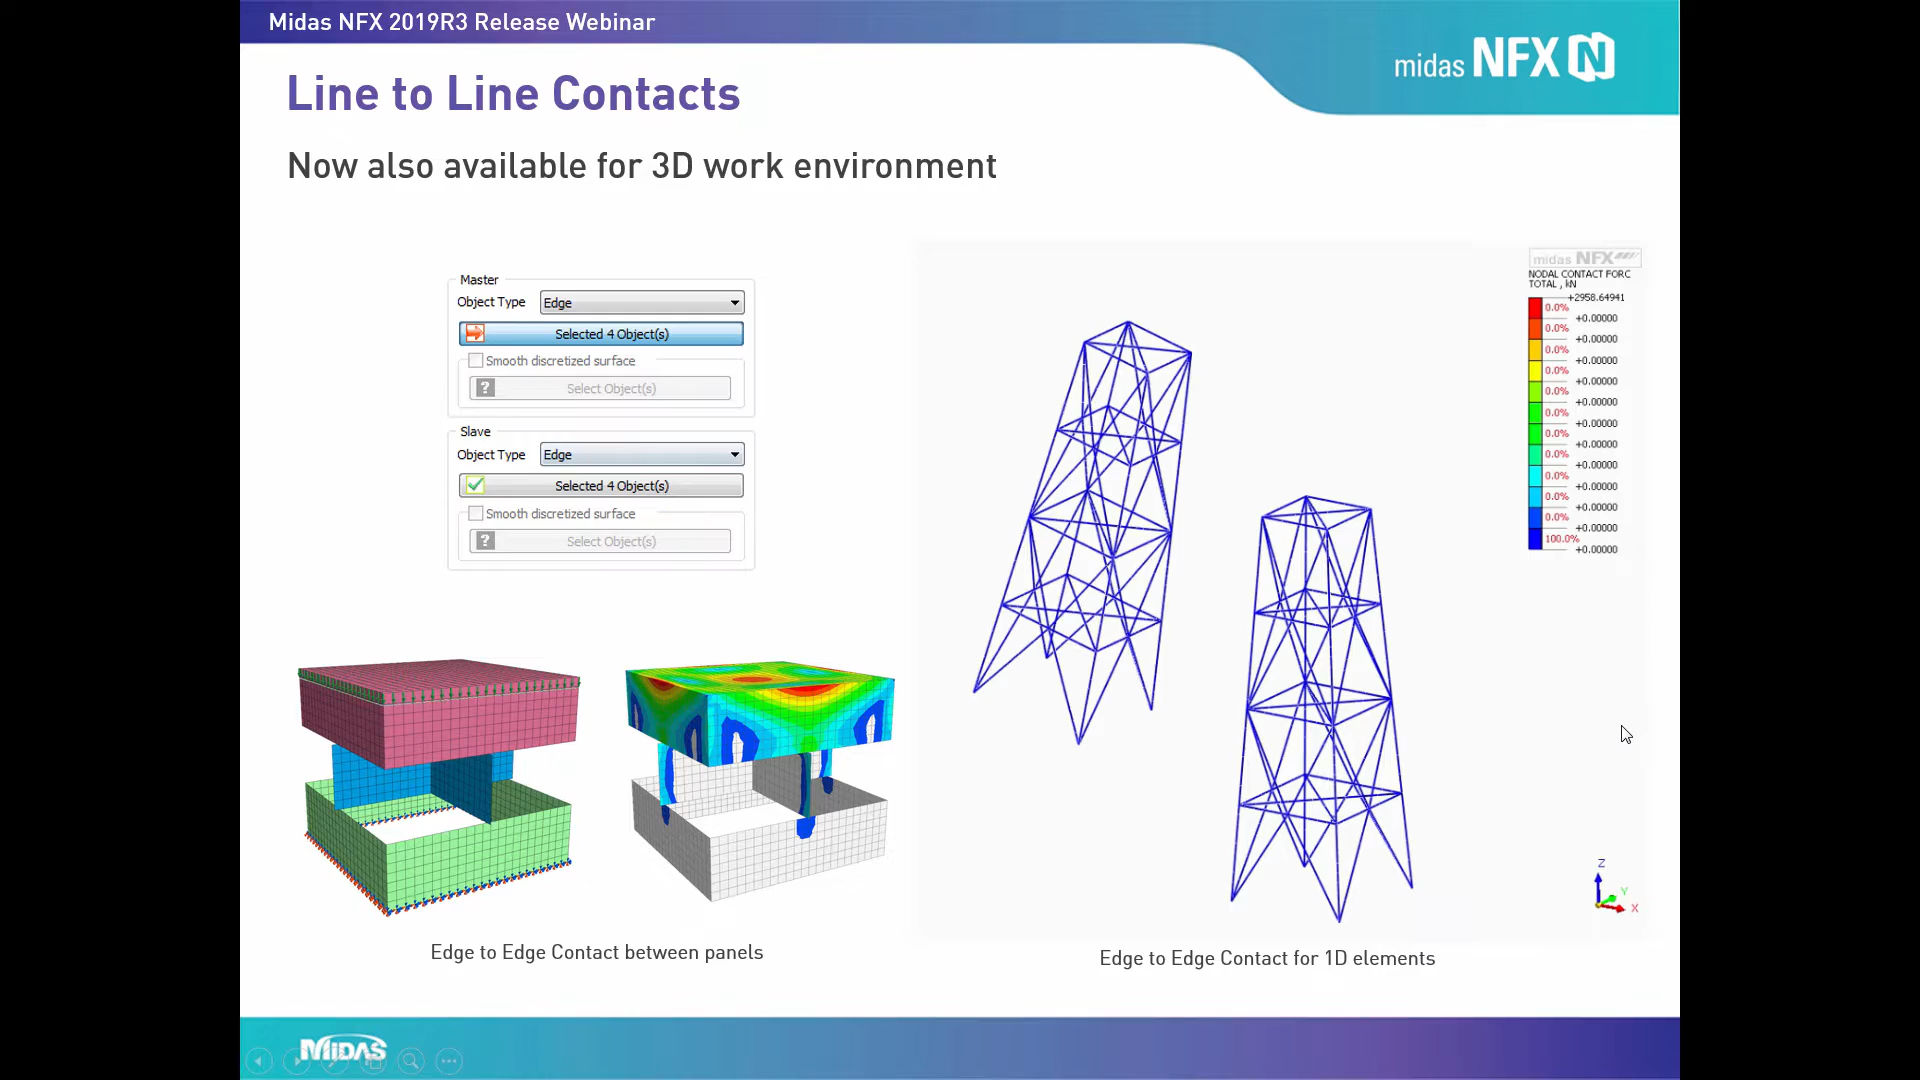 Midas NFX 2019R3 Release Webinar
midas NFX N
Line to Line Contacts
Now also available for 3D work environment
Master
Object Type Edge
Selected 4 Object(s)
Smooth discretized surface
? Select Object(s)
Slave
Object Type Edge
Selected 4 Object(s)
Smooth discretized surface
? Select Object(s)
midas NFX
NODAL CONTACT FORC
TOTAL , kN
+2958.64941
0.0%
+0.00000
0.0%
+0.00000
0.0%
+0.00000
0.0%
+0.00000
0.0%
+0.00000
0.0%
+0.00000
0.0%
+0.00000
0.0%
+0.00000
0.0%
+0.00000
0.0%
+0.00000
0.0%
+0.00000
100.0%
+0.00000
Z
Y
X
Edge to Edge Contact between panels
Edge to Edge Contact for 1D elements
MIDAS